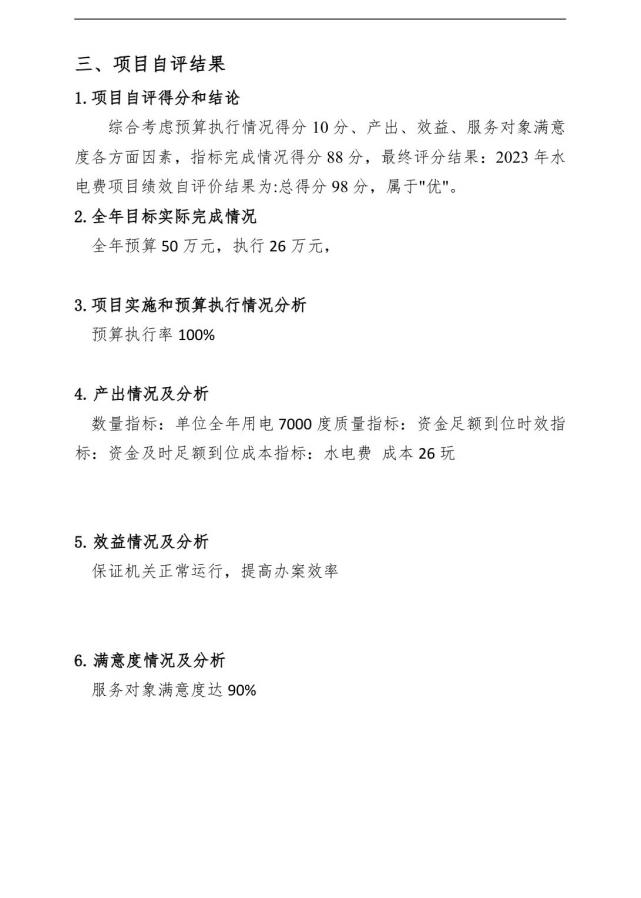 三、项目自评结果
1. 项目自评得分和结论
综合考虑预算执行情况得分 10 分、产出、效益、服务对象满意
度各方面因素，指标完成情况得分 88 分，最终评分结果：2023 年水
电费项目绩效自评价结果为:总得分 98 分，属于"优"。
2. 全年目标实际完成情况
全年预算 50 万元，执行 26 万元，
3. 项目实施和预算执行情况分析
预算执行率 100%
4. 产出情况及分析
数量指标：单位全年用电 7000 度质量指标：资金足额到位时效指
标：资金及时足额到位成本指标：水电费 成本 26 玩
5. 效益情况及分析
保证机关正常运行，提高办案效率
6. 满意度情况及分析
服务对象满意度达 90%